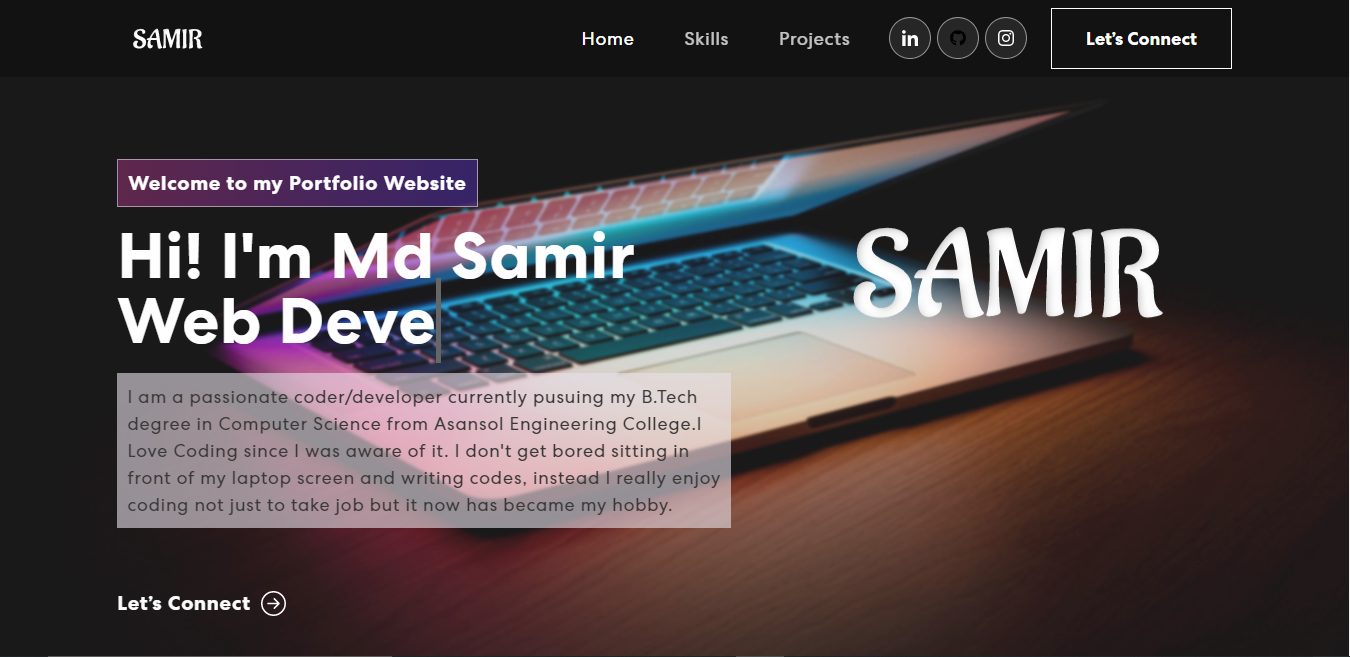 SAMIR
Home
Skills
Projects
in
Let's Connect
Welcome to my Portfolio Website
Hi! I'm Md Samir
Web Deve
SAMIR
I am a passionate coder/developer currently pusuing my B.Tech
degree in Computer Science from Asansol Engineering College.I
Love Coding since I was aware of it. I don't get bored sitting in
front of my laptop screen and writing codes, instead I really enjoy
coding not just to take job but it now has became my hobby.
Let's Connect